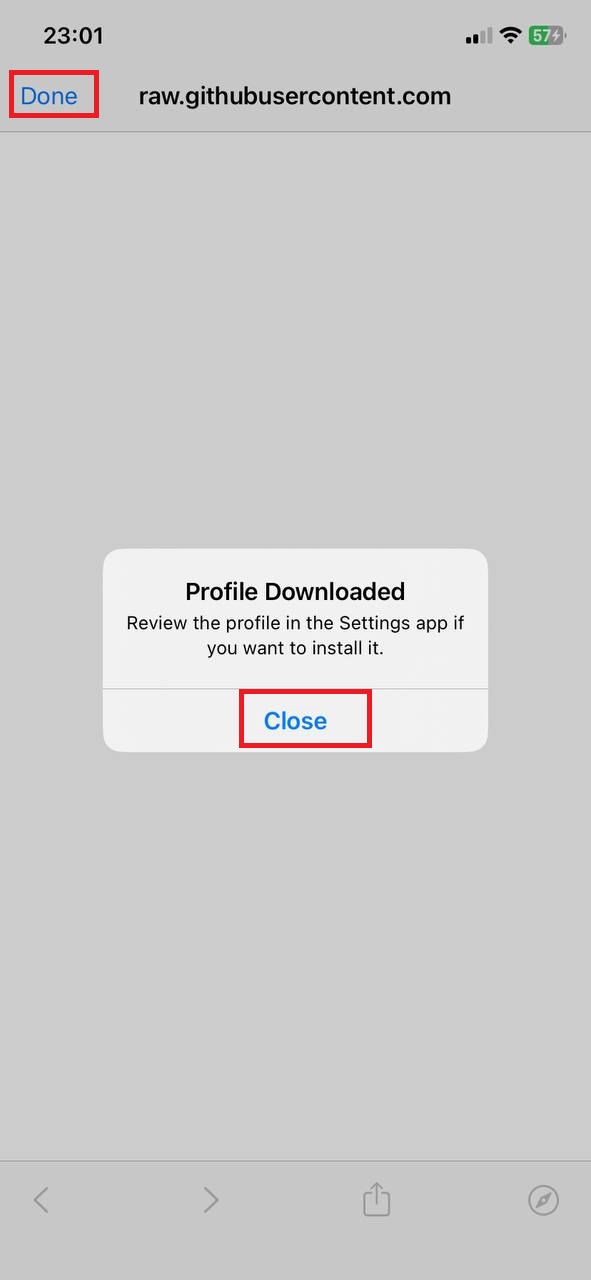 23:01
57
Done
raw.githubusercontent.com
Profile Downloaded
Review the profile in the Settings app if
you want to install it.
Close